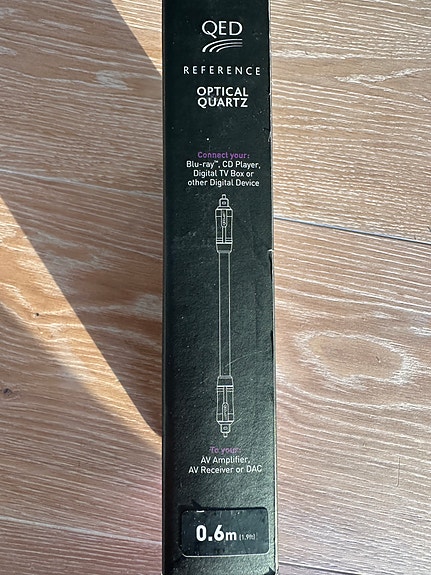 QED
REFERENCE
OPTICAL
QUARTZ
Connect your:
Blu-ray™, CD Player,
Digital TV Box or
other Digital Device
To your:
AV Amplifier,
AV Receiver or DAC
0.6m (1.9ft)